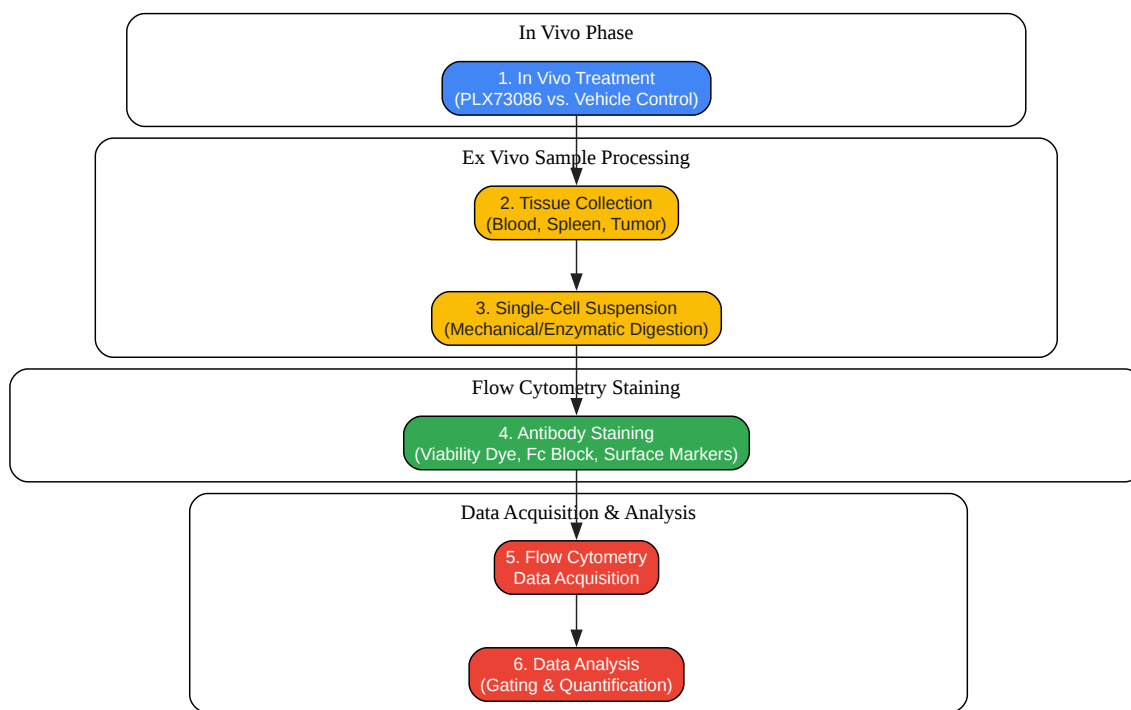 In Vivo Phase
1. In Vivo Treatment
(PLX73086 vs. Vehicle Control)
Ex Vivo Sample Processing
2. Tissue Collection
(Blood, Spleen, Tumor)
3. Single-Cell Suspension
(Mechanical/Enzymatic Digestion)
Flow Cytometry Staining
4. Antibody Staining
(Viability Dye, Fc Block, Surface Markers)
Data Acquisition & Analysis
5. Flow Cytometry
Data Acquisition
6. Data Analysis
(Gating & Quantification)